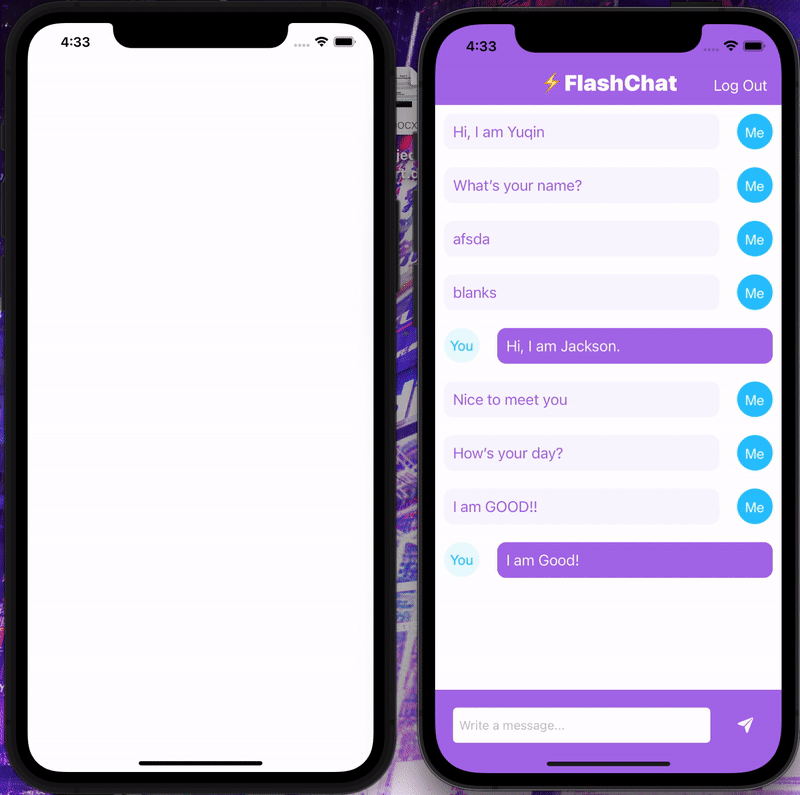 4:33
4:33
⚡️FlashChat
Log Out
Hi, I am Yuqin
Me
What's your name?
Me
afsda
Me
blanks
Me
You
Hi, I am Jackson.
Nice to meet you
Me
How's your day?
Me
I am GOOD!!
Me
You
I am Good!
Write a message...